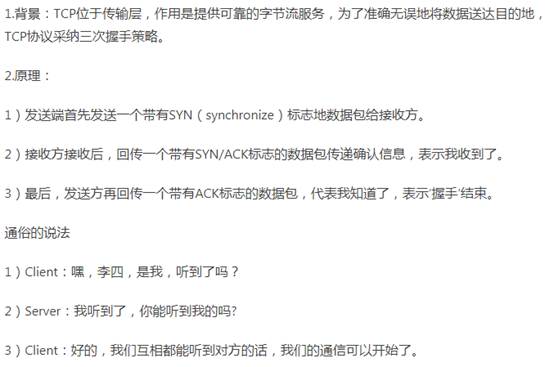 1.背景：TCP位于传输层，作用是提供可靠的字节流服务，为了准确无误地将数据送达目的地，
TCP协议采纳三次握手策略。
2.原理：
1）发送端首先发送一个带有SYN（synchronize）标志地数据包给接收方。
2）接收方接收后，回传一个带有SYN/ACK标志的数据包传递确认信息，表示我收到了。
3）最后，发送方再回传一个带有ACK标志的数据包，代表我知道了，表示‘握手’结束。
通俗的说法
1）Client：嘿，李四，是我，听到了吗？
2）Server：我听到了，你能听到我的吗?
3）Client：好的，我们互相都能听到对方的话，我们的通信可以开始了。